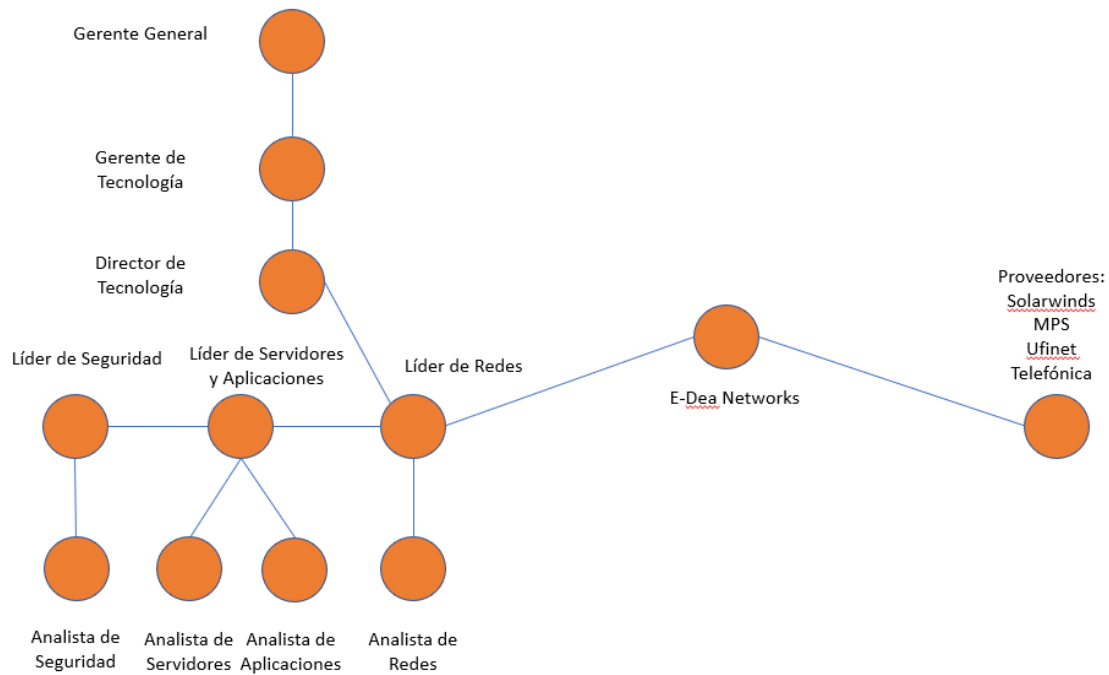 Gerente General
Gerente de
Tecnología
Director de
Tecnología
Proveedores:
Solarwinds
MPS
Ufinet
Telefónica
Líder de Seguridad
Líder de Servidores
y Aplicaciones
Líder de Redes
E-Dea Networks
Analista de
Seguridad
Analista de
Servidores
Analista de
Aplicaciones
Analista de
Redes